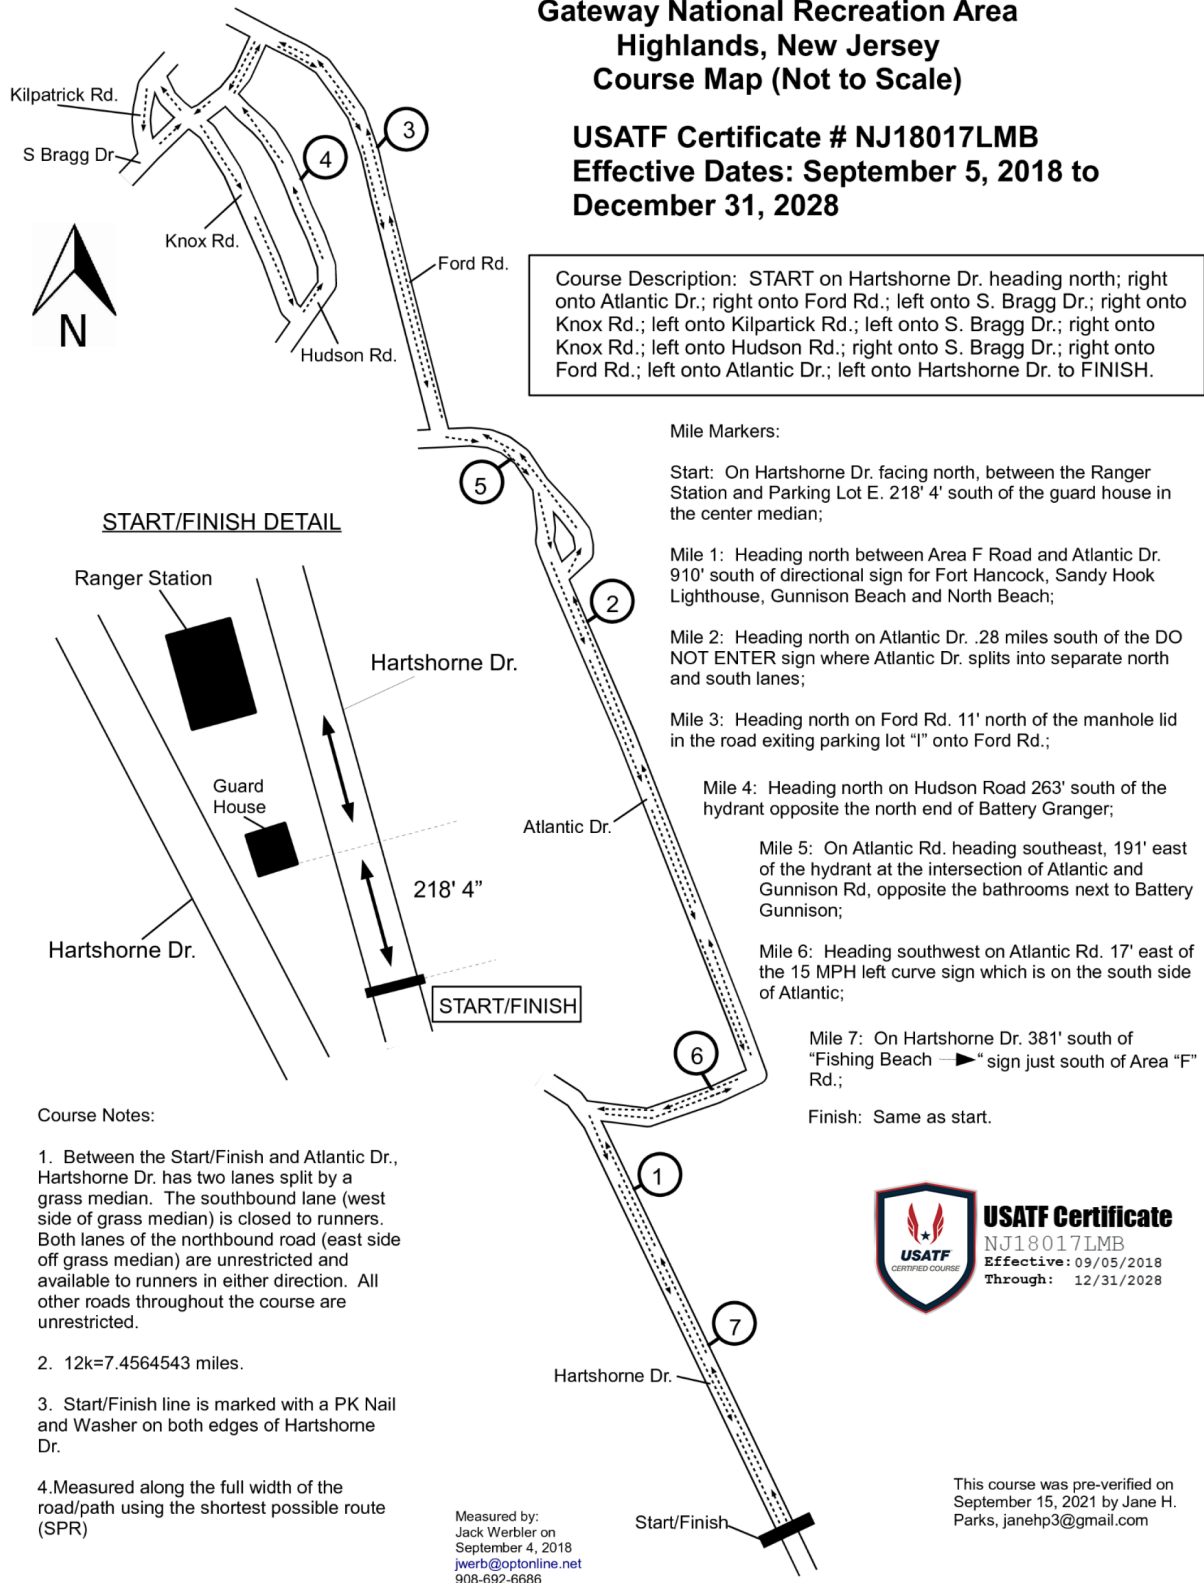 Gateway National Recreation Area
Highlands, New Jersey
Course Map (Not to Scale)
USATF Certificate # NJ18017LMB
Effective Dates: September 5, 2018 to
December 31, 2028
Kilpatrick Rd.
S Bragg Dr
3
4
Knox Rd.
Ford Rd.
N
Hudson Rd.
Course Description: START on Hartshorne Dr. heading north; right
onto Atlantic Dr.; right onto Ford Rd.; left onto S. Bragg Dr.; right onto
Knox Rd.; left onto Kilpartick Rd.; left onto S. Bragg Dr.; right onto
Knox Rd.; left onto Hudson Rd.; right onto S. Bragg Dr.; right onto
Ford Rd.; left onto Atlantic Dr.; left onto Hartshorne Dr. to FINISH.
5
2
Mile Markers:
Start: On Hartshorne Dr. facing north, between the Ranger
Station and Parking Lot E. 218' 4' south of the guard house in
the center median;
Mile 1: Heading north between Area F Road and Atlantic Dr.
910' south of directional sign for Fort Hancock, Sandy Hook
Lighthouse, Gunnison Beach and North Beach;
Mile 2: Heading north on Atlantic Dr. .28 miles south of the DO
NOT ENTER sign where Atlantic Dr. splits into separate north
and south lanes;
Mile 3: Heading north on Ford Rd. 11' north of the manhole lid
in the road exiting parking lot “I” onto Ford Rd.;
Mile 4: Heading north on Hudson Road 263' south of the
hydrant opposite the north end of Battery Granger;
Mile 5: On Atlantic Rd. heading southeast, 191' east
of the hydrant at the intersection of Atlantic and
Gunnison Rd, opposite the bathrooms next to Battery
Gunnison;
Mile 6: Heading southwest on Atlantic Rd. 17' east of
the 15 MPH left curve sign which is on the south side
of Atlantic;
Mile 7: On Hartshorne Dr. 381' south of
“Fishing Beach “ sign just south of Area “F”
Rd.;
Finish: Same as start.
START/FINISH DETAIL
Ranger Station
Hartshorne Dr.
Guard
House
218' 4”
Hartshorne Dr.
START/FINISH
Atlantic Dr.
6
1
7
Hartshorne Dr.
Start/Finish
Course Notes:
1. Between the Start/Finish and Atlantic Dr.,
Hartshorne Dr. has two lanes split by a
grass median. The southbound lane (west
side of grass median) is closed to runners.
Both lanes of the northbound road (east side
off grass median) are unrestricted and
available to runners in either direction. All
other roads throughout the course are
unrestricted.
2. 12k=7.4564543 miles.
3. Start/Finish line is marked with a PK Nail
and Washer on both edges of Hartshorne
Dr.
4.Measured along the full width of the
road/path using the shortest possible route
(SPR)
Measured by:
Jack Werbler on
September 4, 2018
jwerb@optonline.net
908-692-6686
USATF
CERTIFIED COURSE
USATF Certificate
NJ18017LMB
Effective: 09/05/2018
Through: 12/31/2028
This course was pre-verified on
September 15, 2021 by Jane H.
Parks, janehp3@gmail.com